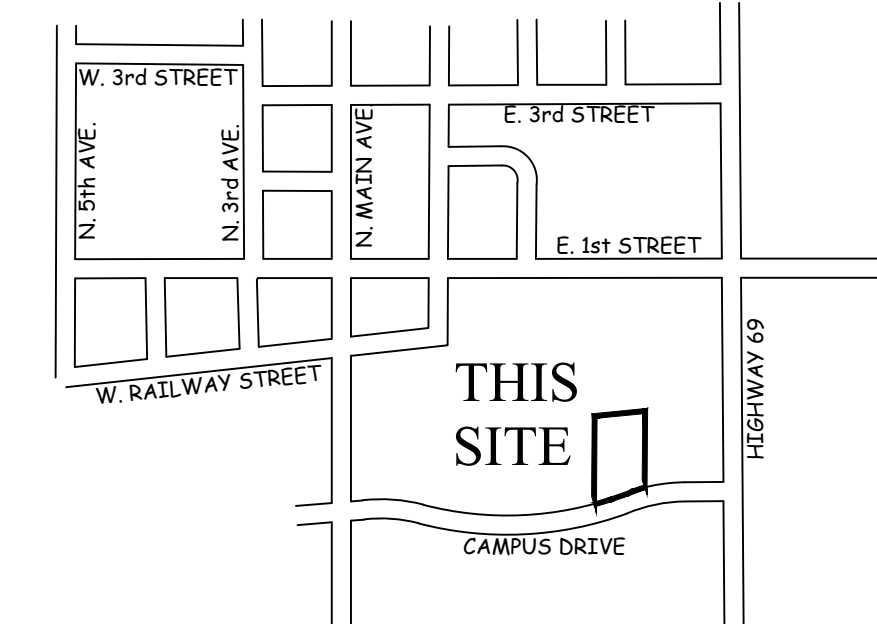 W. 3rd STREET
E. 3rd STREET
N. 5th AVE.
N. 3rd AVE.
N. MAIN AVE.
E. 1st STREET
HIGHWAY 69
W. RAILWAY STREET
THIS
SITE
CAMPUS DRIVE